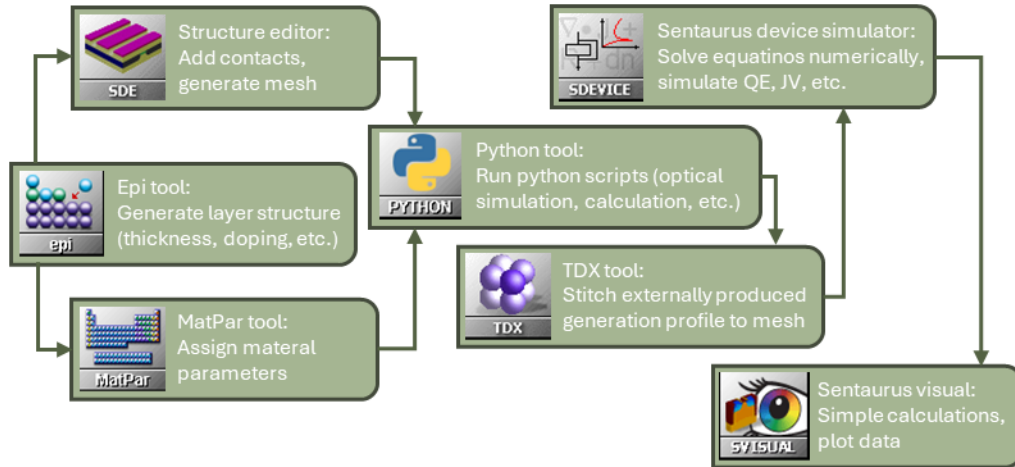 Structure editor:
Add contacts,
generate mesh
SDE
Sentaurus device simulator:
Solve equatinos numerically,
simulate QE, JV, etc.
SDEVICE
Epi tool:
Generate layer structure
(thickness, doping, etc.)
epi
Python tool:
Run python scripts (optical
simulation, calculation, etc.)
PYTHON
TDX tool:
Stitch externally produced
generation profile to mesh
TDX
MatPar tool:
Assign materal
parameters
MatPar
Sentaurus visual:
Simple calculations,
plot data
SVISUAL